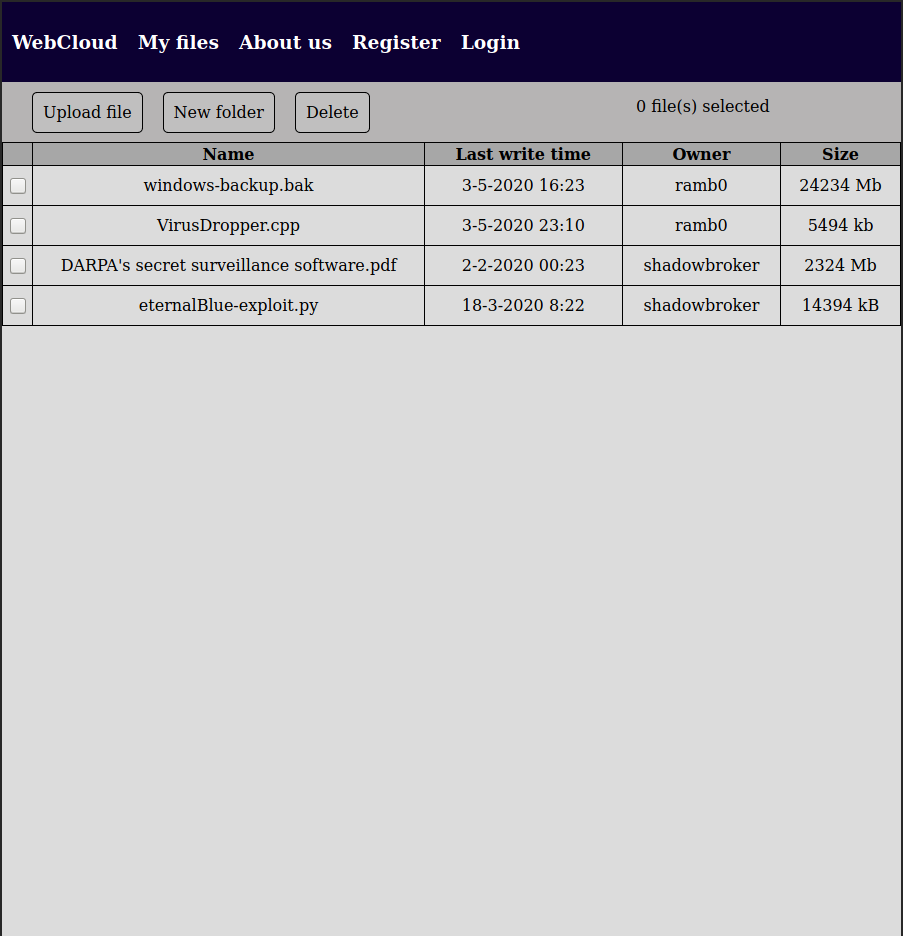 WebCloud My files About us Register Login
Upload file New folder Delete 0 file(s) selected
Name Last write time Owner Size
windows-backup.bak 3-5-2020 16:23 ramb0 24234 Mb
VirusDropper.cpp 3-5-2020 23:10 ramb0 5494 kb
DARPA's secret surveillance software.pdf 2-2-2020 00:23 shadowbroker 2324 Mb
eternalBlue-exploit.py 18-3-2020 8:22 shadowbroker 14394 kB